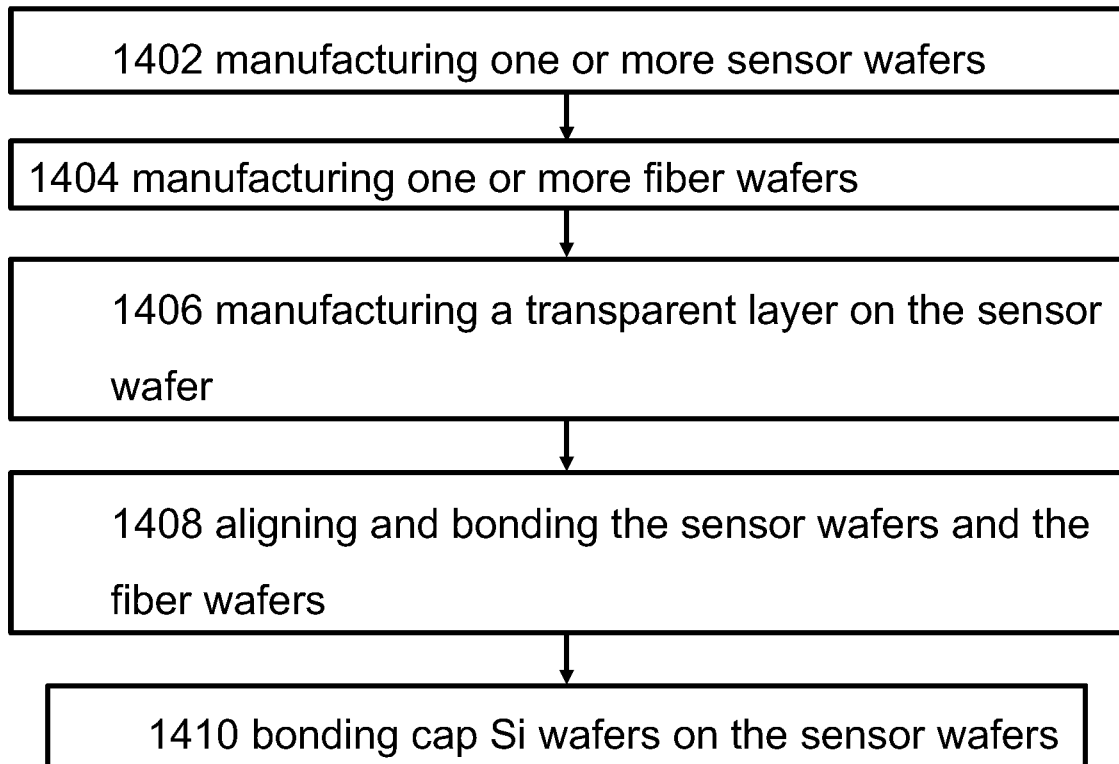 1402 manufacturing one or more sensor wafers
1404 manufacturing one or more fiber wafers
1406 manufacturing a transparent layer on the sensor
wafer
1408 aligning and bonding the sensor wafers and the
fiber wafers
1410 bonding cap Si wafers on the sensor wafers